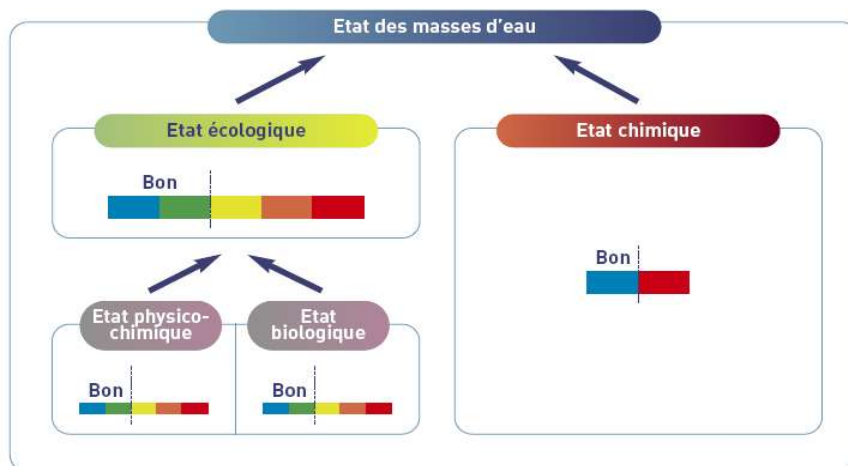 Etat des masses d'eau
Etat écologique
Bon
Etat physico-
chimique
Bon
Etat
biologique
Bon
Etat chimique
Bon